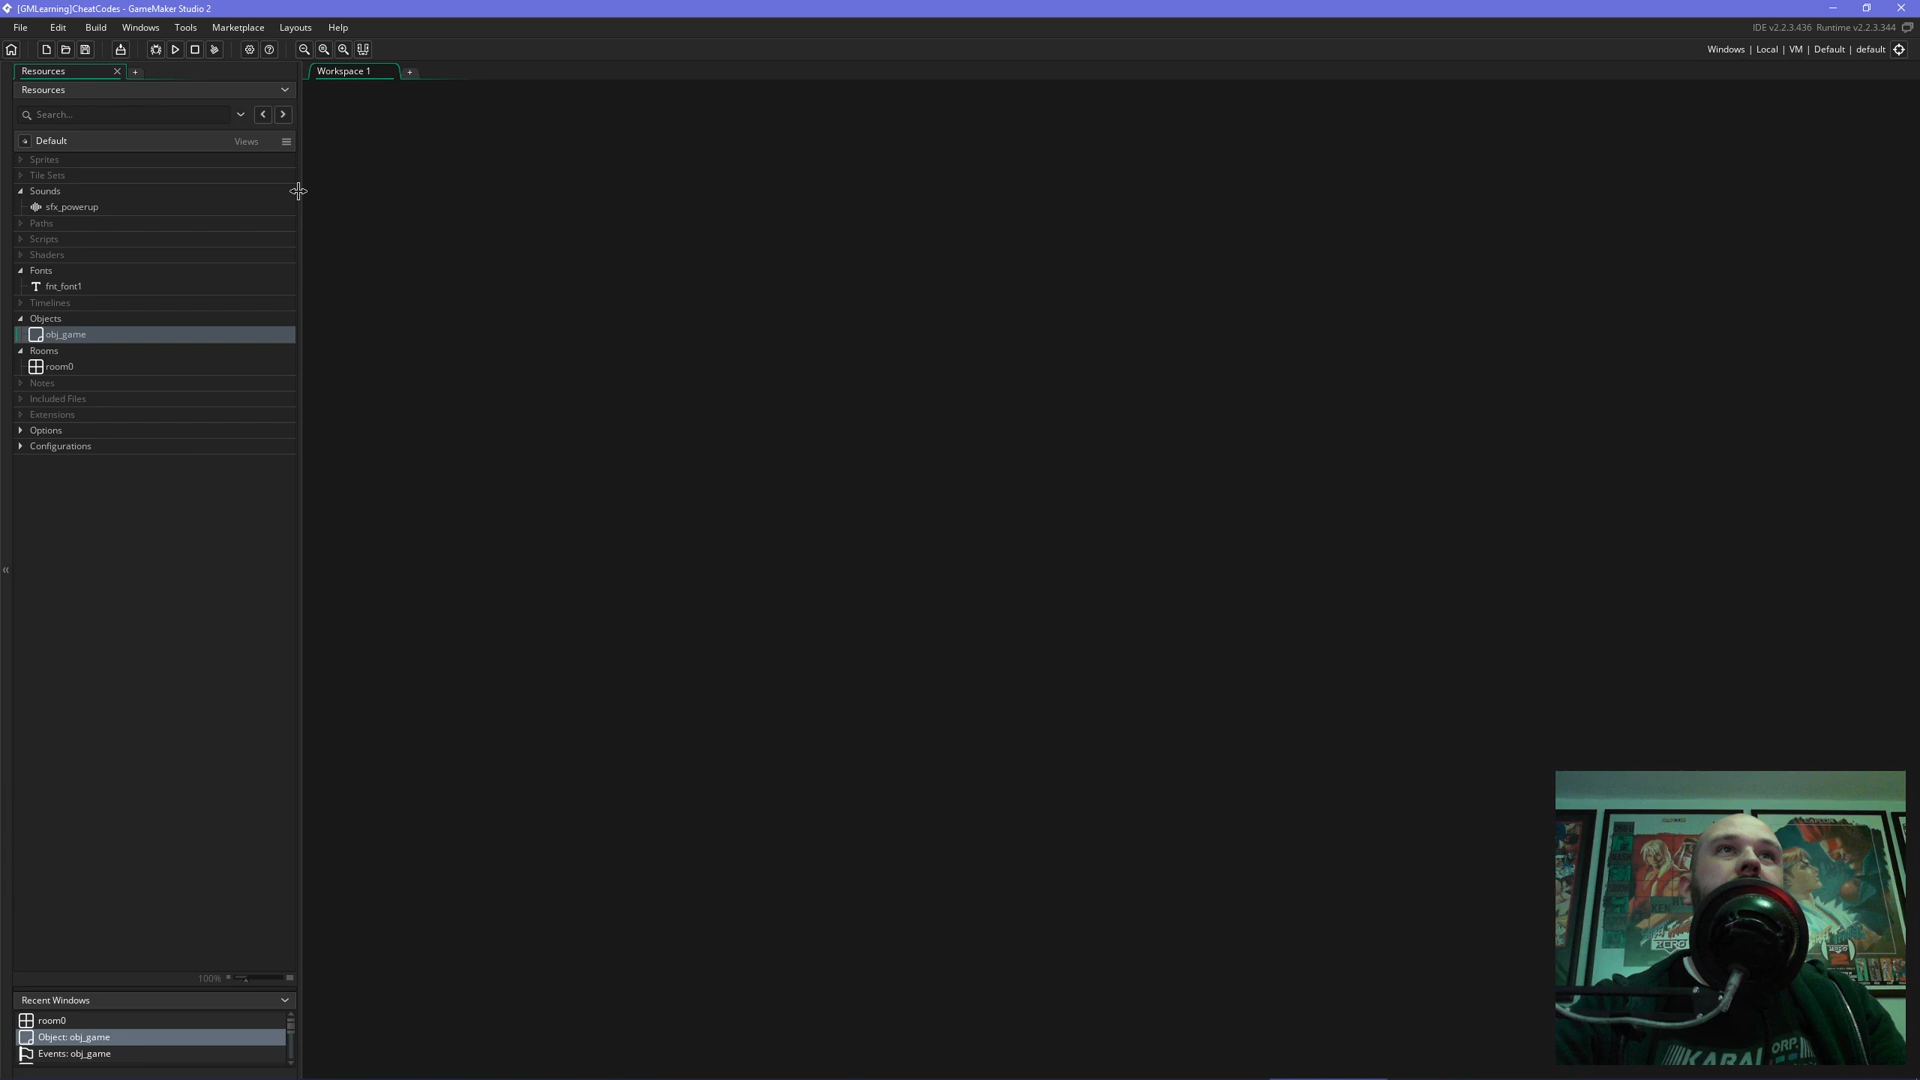 [GMLearning]CheatCodes - GameMaker Studio 2
File Edit Build Windows Tools Marketplace Layouts Help
IDE v2.2.3.436 Runtime v2.2.3.344
Windows | Local | VM | Default | default
Resources
Workspace 1
Resources
Search...
Default
Views
Sprites
Tile Sets
Sounds
sfx_powerup
Paths
Scripts
Shaders
Fonts
fnt_font1
Timelines
Objects
obj_game
Rooms
room0
Notes
Included Files
Extensions
Options
Configurations
100%
Recent Windows
room0
Object: obj_game
Events: obj_game
ZERO
CORP.